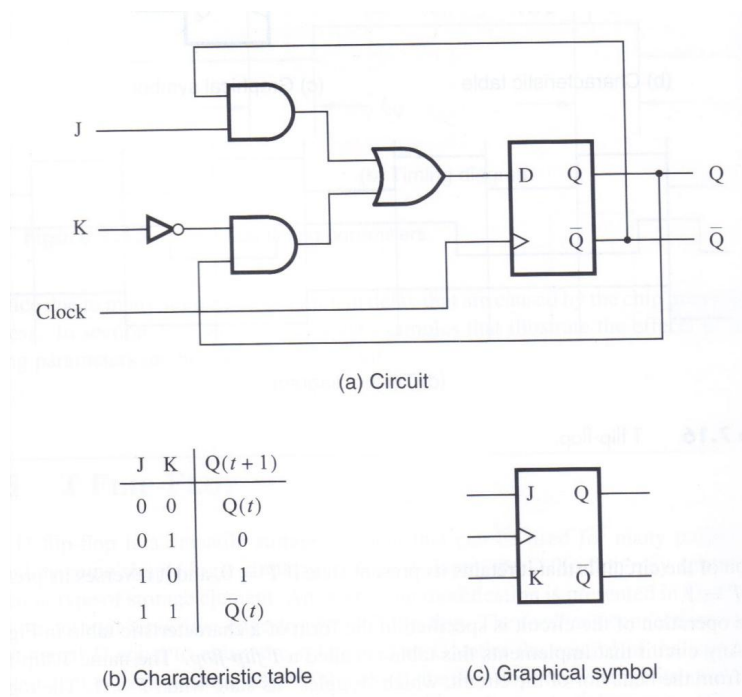 J
K
Clock
D Q
Q̅
Q
Q̅
(a) Circuit
J K Q(t + 1)
0 0 Q(t)
0 1 0
1 0 1
1 1 Q̅(t)
(b) Characteristic table
J Q
K Q̅
(c) Graphical symbol